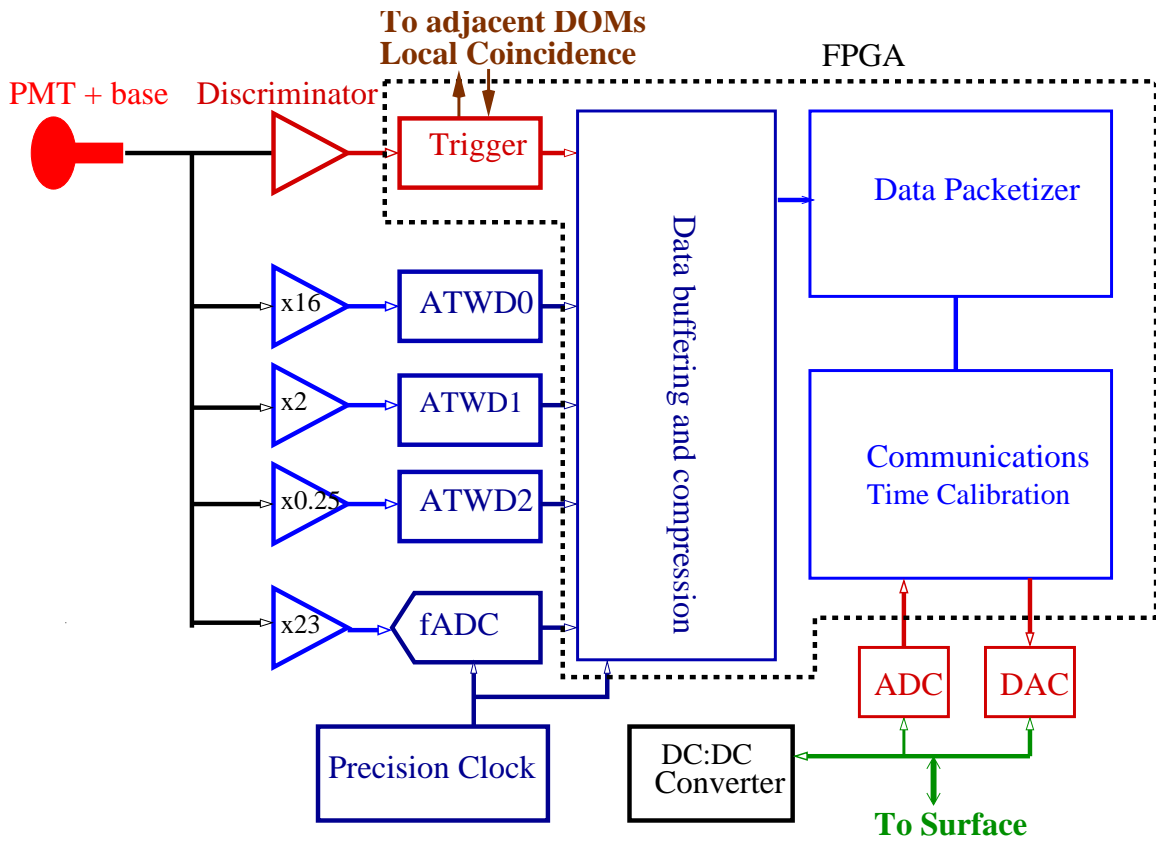 To adjacent DOMs
Local Coincidence
FPGA
PMT + base
Discriminator
Trigger
Data Packetizer
x16
ATWD0
x2
ATWD1
x0.25
ATWD2
x23
fADC
Data buffering and compression
Communications
Time Calibration
ADC
DAC
Precision Clock
DC:DC
Converter
To Surface